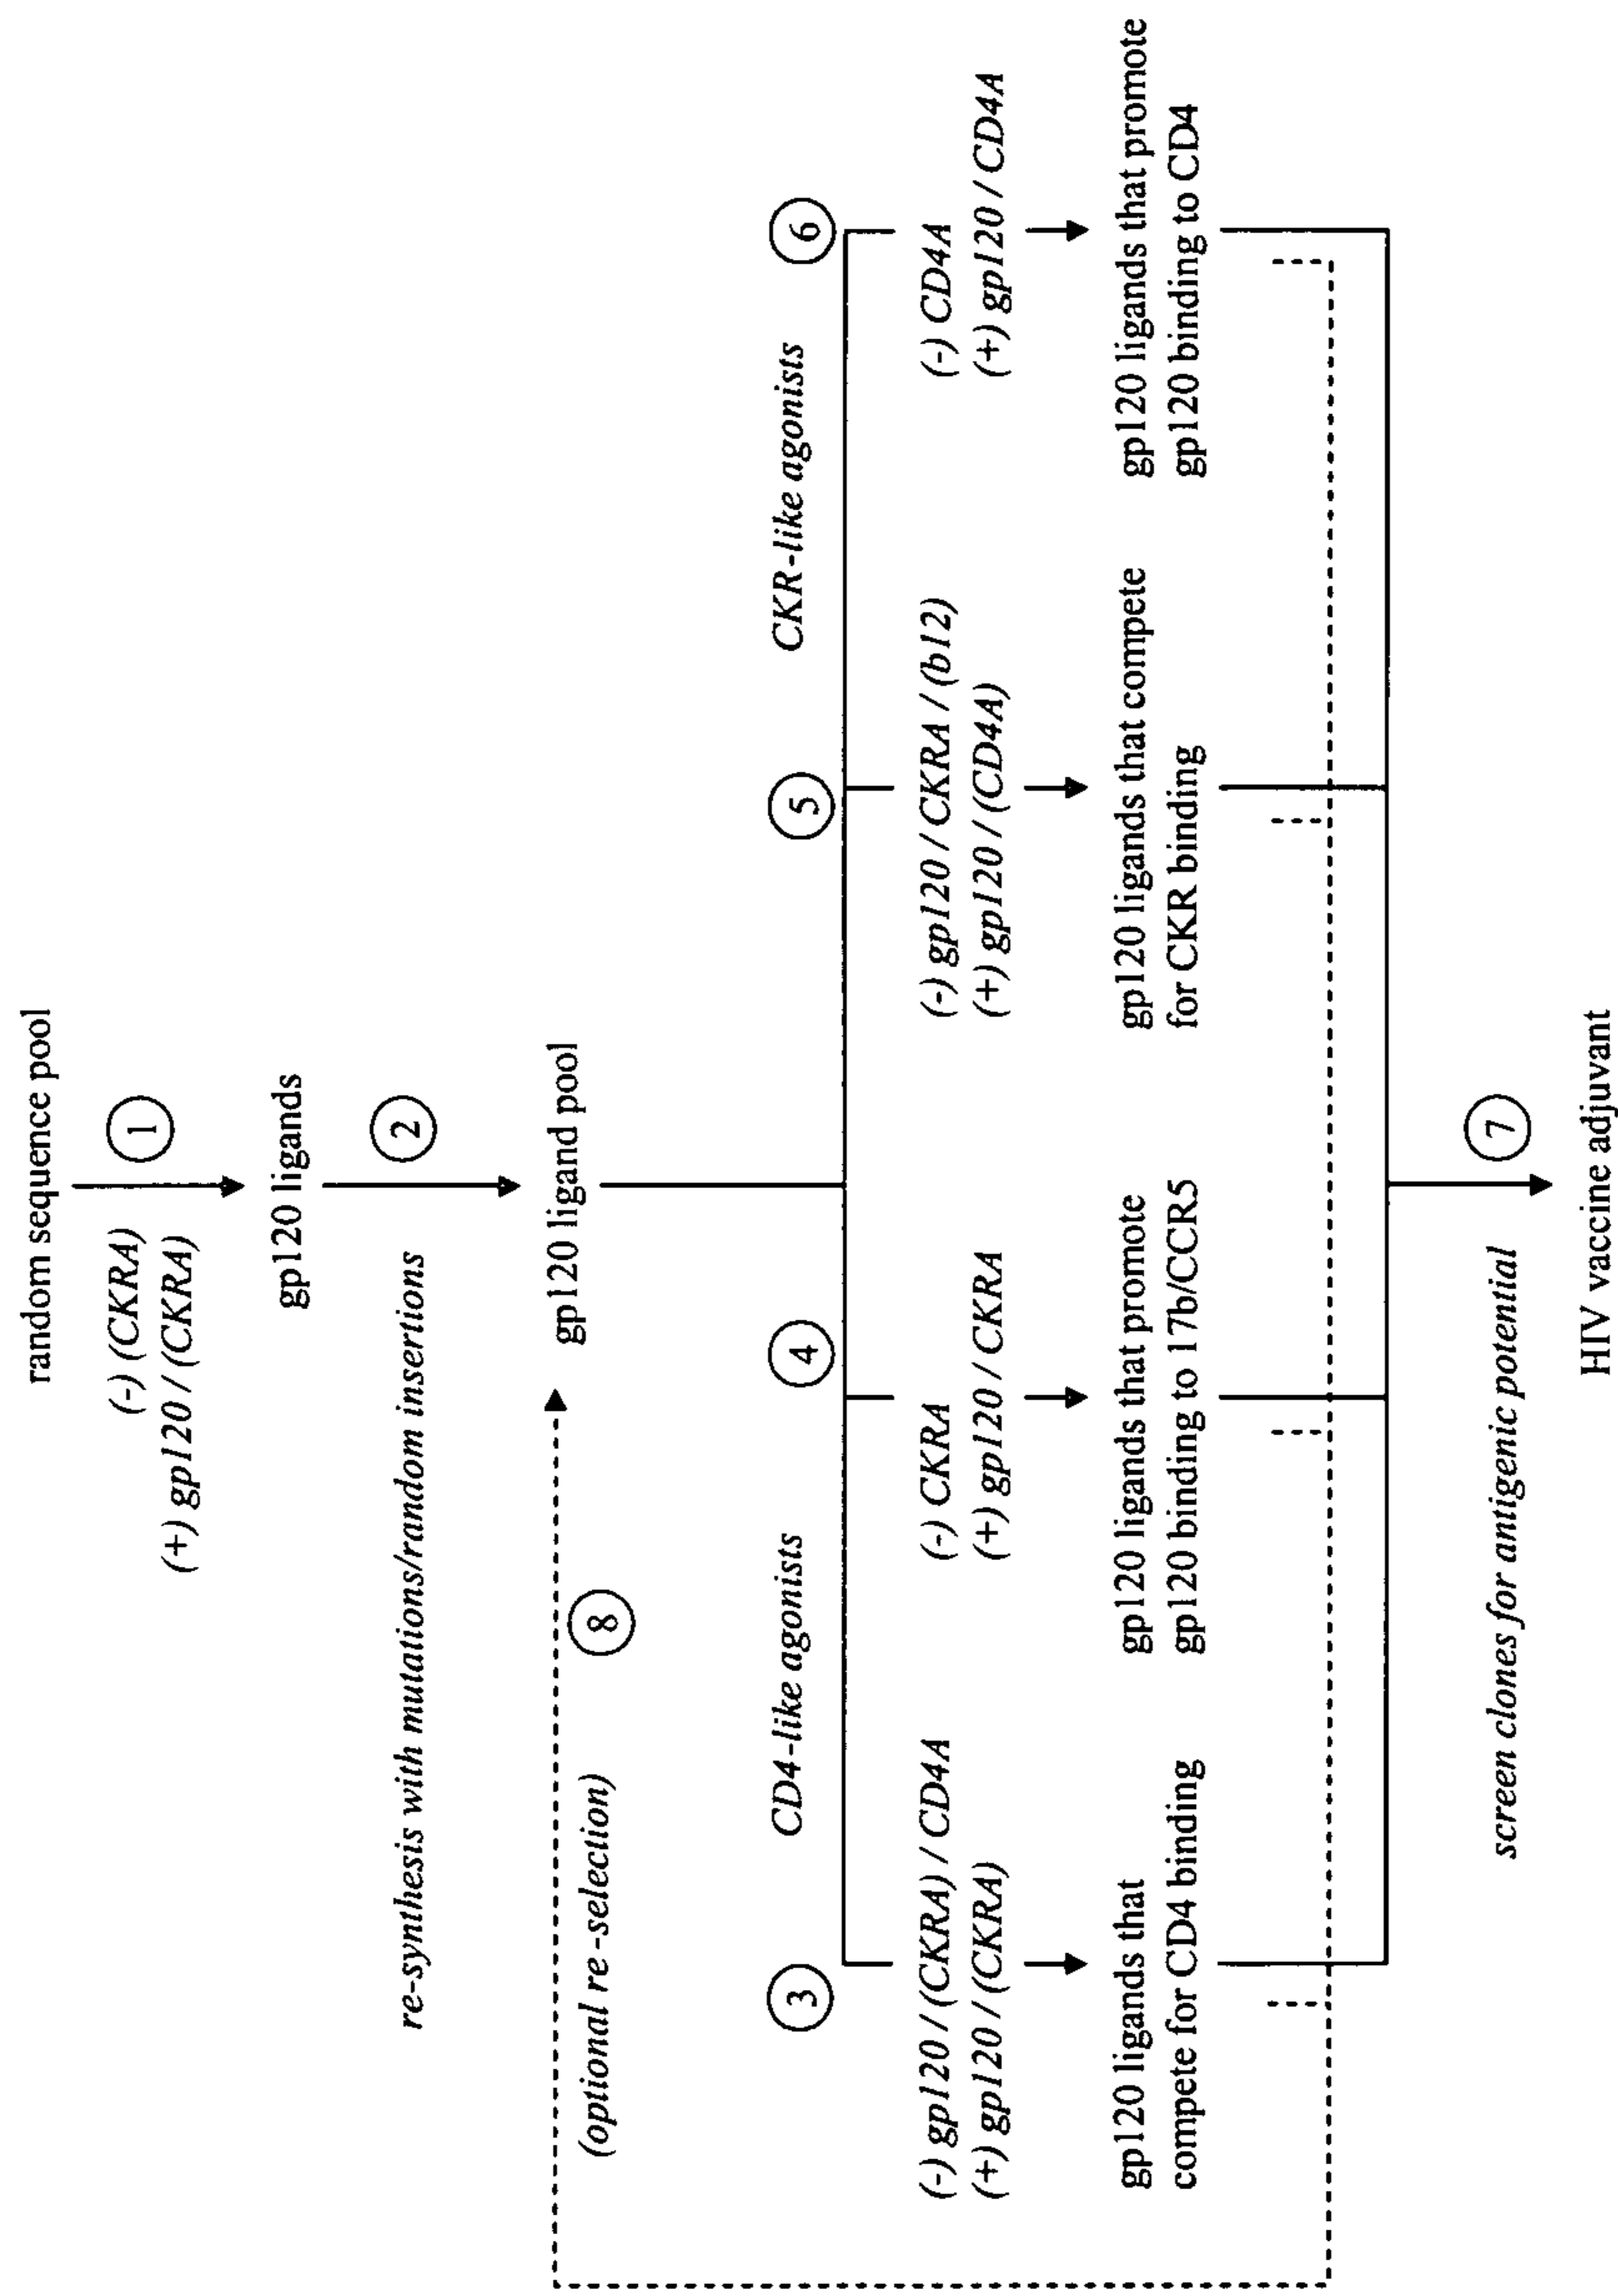 random sequence pool
(-) (CKRA)
(+) gp120 / (CKRA)
1
gp120 ligands
re-synthesis with mutations/random insertions
2
gp120 ligand pool
(optional re-selection)
8
CD4-like agonists
CKR-like agonists
3
4
5
6
(-) gp120 / (CKRA) / CD4A
(+) gp120 / (CKRA)
(-) CKRA
(+) gp120 / CKRA
(-) gp120 / CKRA / (b12)
(+) gp120 / (CD4A)
(-) CD4A
(+) gp120 / CD4A
gp120 ligands that
compete for CD4 binding
gp120 ligands that promote
gp120 binding to 17b/CCR5
gp120 ligands that compete
for CKR binding
gp120 ligands that promote
gp120 binding to CD4
screen clones for antigenic potential
7
HIV vaccine adjuvant